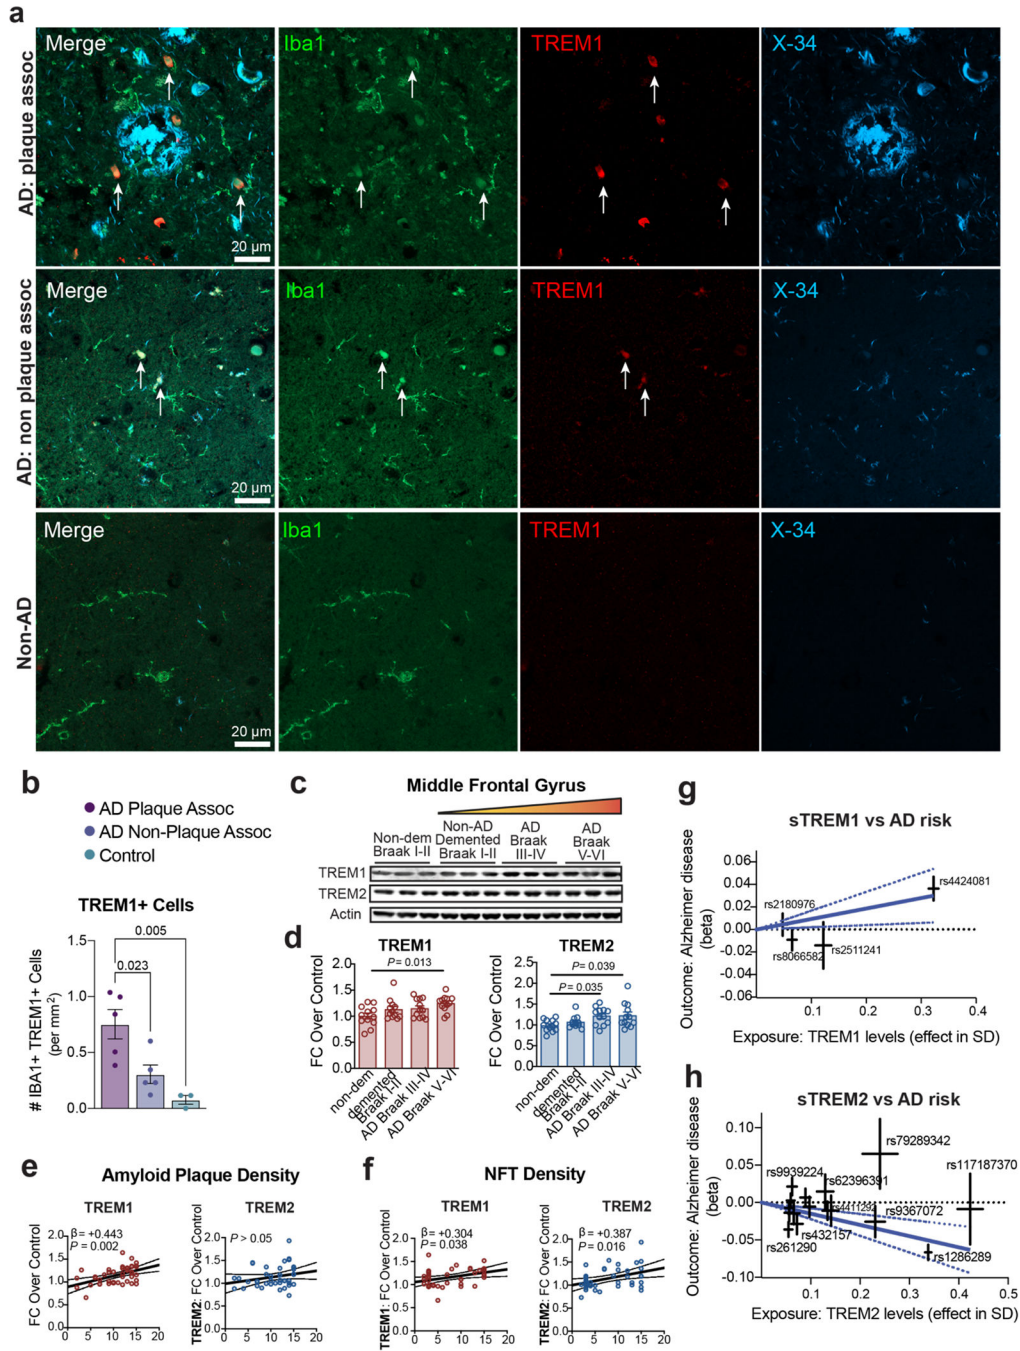 a
Merge
Iba1
TREM1
X-34
AD: plaque assoc
20 µm
Merge
Iba1
TREM1
X-34
AD: non plaque assoc
20 µm
Merge
Iba1
TREM1
X-34
Non-AD
20 µm
b
AD Plaque Assoc
AD Non-Plaque Assoc
Control
TREM1+ Cells
# IBA1+ TREM1+ Cells
(per mm²)
1.5
1.0
0.5
0.0
0.005
0.023
c
Middle Frontal Gyrus
Non-dem
Braak I-II
Non-AD
Demented
Braak I-II
AD
Braak
III-IV
AD
Braak
V-VI
TREM1
TREM2
Actin
d
TREM1
FC Over Control
2.0
1.5
1.0
0.5
0.0
P= 0.013
non-dem
demented
Braak I-II
AD Braak III-IV
AD Braak V-VI
TREM2
FC Over Control
2.5
2.0
1.5
1.0
0.5
0.0
P= 0.039
P= 0.035
non-dem
demented
Braak I-II
AD Braak III-IV
AD Braak V-VI
e
Amyloid Plaque Density
TREM1
FC Over Control
2.0
1.5
1.0
0.5
0.0
β = +0.443
P = 0.002
0 5 10 15 20
TREM2
TREM2: FC Over Control
2.5
2.0
1.5
1.0
0.5
0.0
P > 0.05
0 5 10 15 20
f
NFT Density
TREM1
TREM1: FC Over Control
2.5
2.0
1.5
1.0
0.5
0.0
β = +0.304
P = 0.038
0 5 10 15 20
TREM2
TREM2: FC Over Control
2.5
2.0
1.5
1.0
0.5
0.0
β = +0.387
P = 0.016
0 5 10 15 20
g
sTREM1 vs AD risk
Outcome: Alzheimer disease
(beta)
0.06
0.04
0.02
0.00
-0.02
-0.04
-0.06
rs4424081
rs2180976
rs8066582
rs2511241
0.1 0.2 0.3 0.4
Exposure: TREM1 levels (effect in SD)
h
sTREM2 vs AD risk
Outcome: Alzheimer disease
(beta)
0.10
0.05
0.00
-0.05
-0.10
rs79289342
rs117187370
rs9939224
rs62396391
rs4411292
rs9367072
rs432157
rs261290
rs1286289
0.1 0.2 0.3 0.4 0.5
Exposure: TREM2 levels (effect in SD)